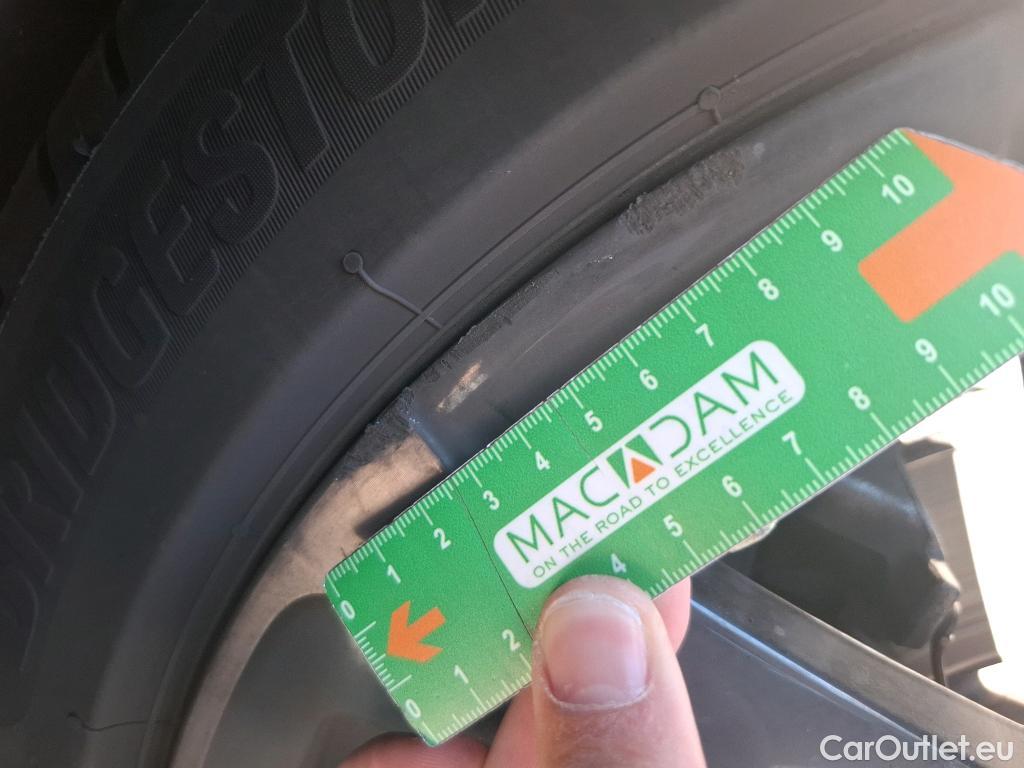 BRIDGESTO
0 1 2 3 4 5 6 7 8 9 10
MACADAM
ON THE ROAD TO EXCELLENCE
0 1 2 4 5 6 7 8 9 10
CarOutlet.eu